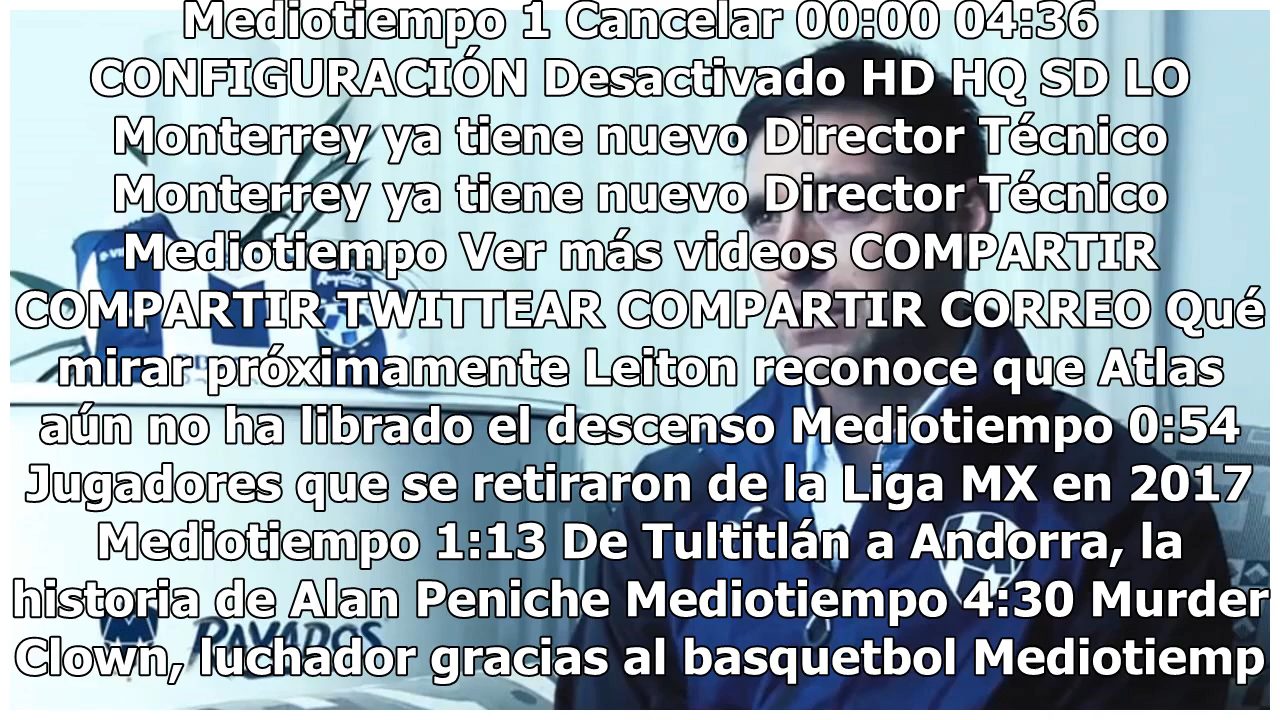 Mediotiempo 1 Cancelar 00:00 04:36
CONFIGURACIÓN Desactivado HD HQ SD LO
Monterrey ya tiene nuevo Director Técnico
Monterrey ya tiene nuevo Director Técnico
Mediotiempo Ver más videos COMPARTIR
COMPARTIR TWITTEAR COMPARTIR CORREO Qué
mirar próximamente Leiton reconoce que Atlas
aún no ha librado el descenso Mediotiempo 0:54
Jugadores que se retiraron de la Liga MX en 2017
Mediotiempo 1:13 De Tultitlán a Andorra, la
historia de Alan Peniche Mediotiempo 4:30 Murder
RAYADOS
Clown, luchador gracias al basquetbol Mediotiemp